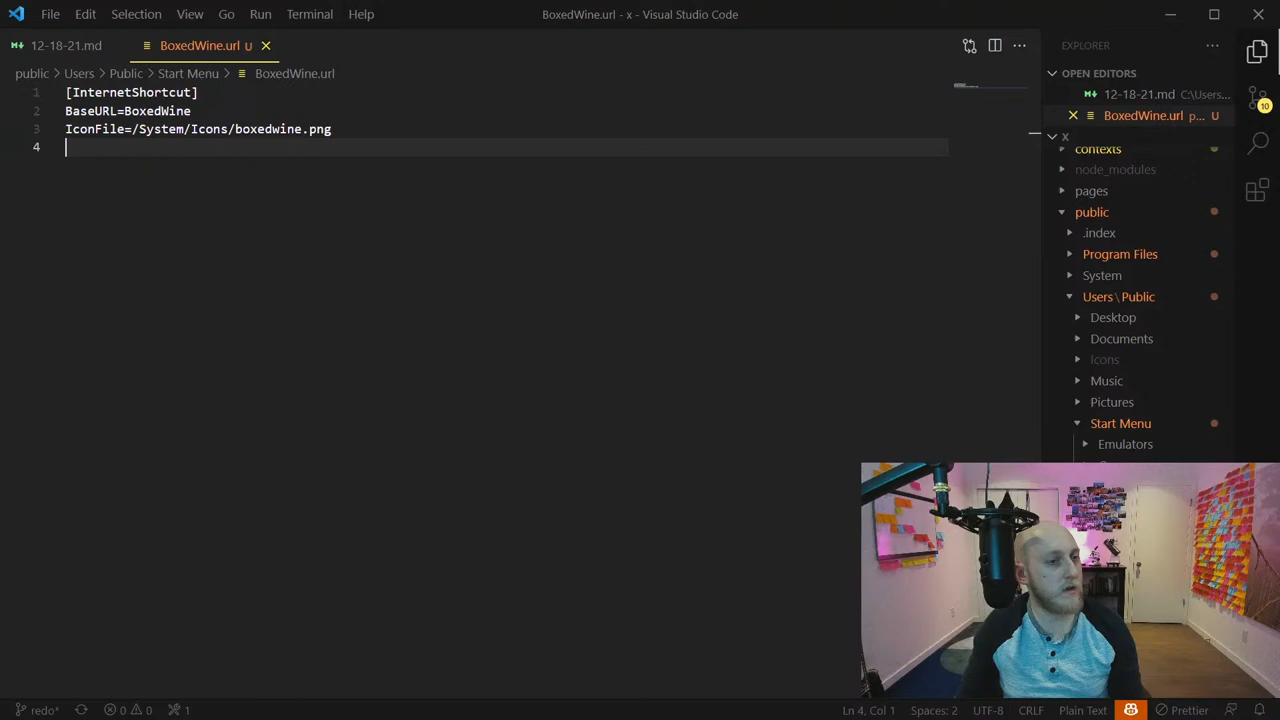 File Edit Selection View Go Run Terminal Help BoxedWine.url - x - Visual Studio Code
12-18-21.md BoxedWine.url U
public > Users > Public > Start Menu > BoxedWine.url
1 [InternetShortcut]
2 BaseURL=BoxedWine
3 IconFile=/System/Icons/boxedwine.png
4
EXPLORER
OPEN EDITORS
12-18-21.md C:\Users...
BoxedWine.url p... U
X
contexts
node_modules
pages
public
.index
Program Files
System
Users\Public
Desktop
Documents
Icons
Music
Pictures
Start Menu
Emulators
10
redo* 0 0 1 Ln 4, Col 1 Spaces: 2 UTF-8 CRLF Plain Text Prettier